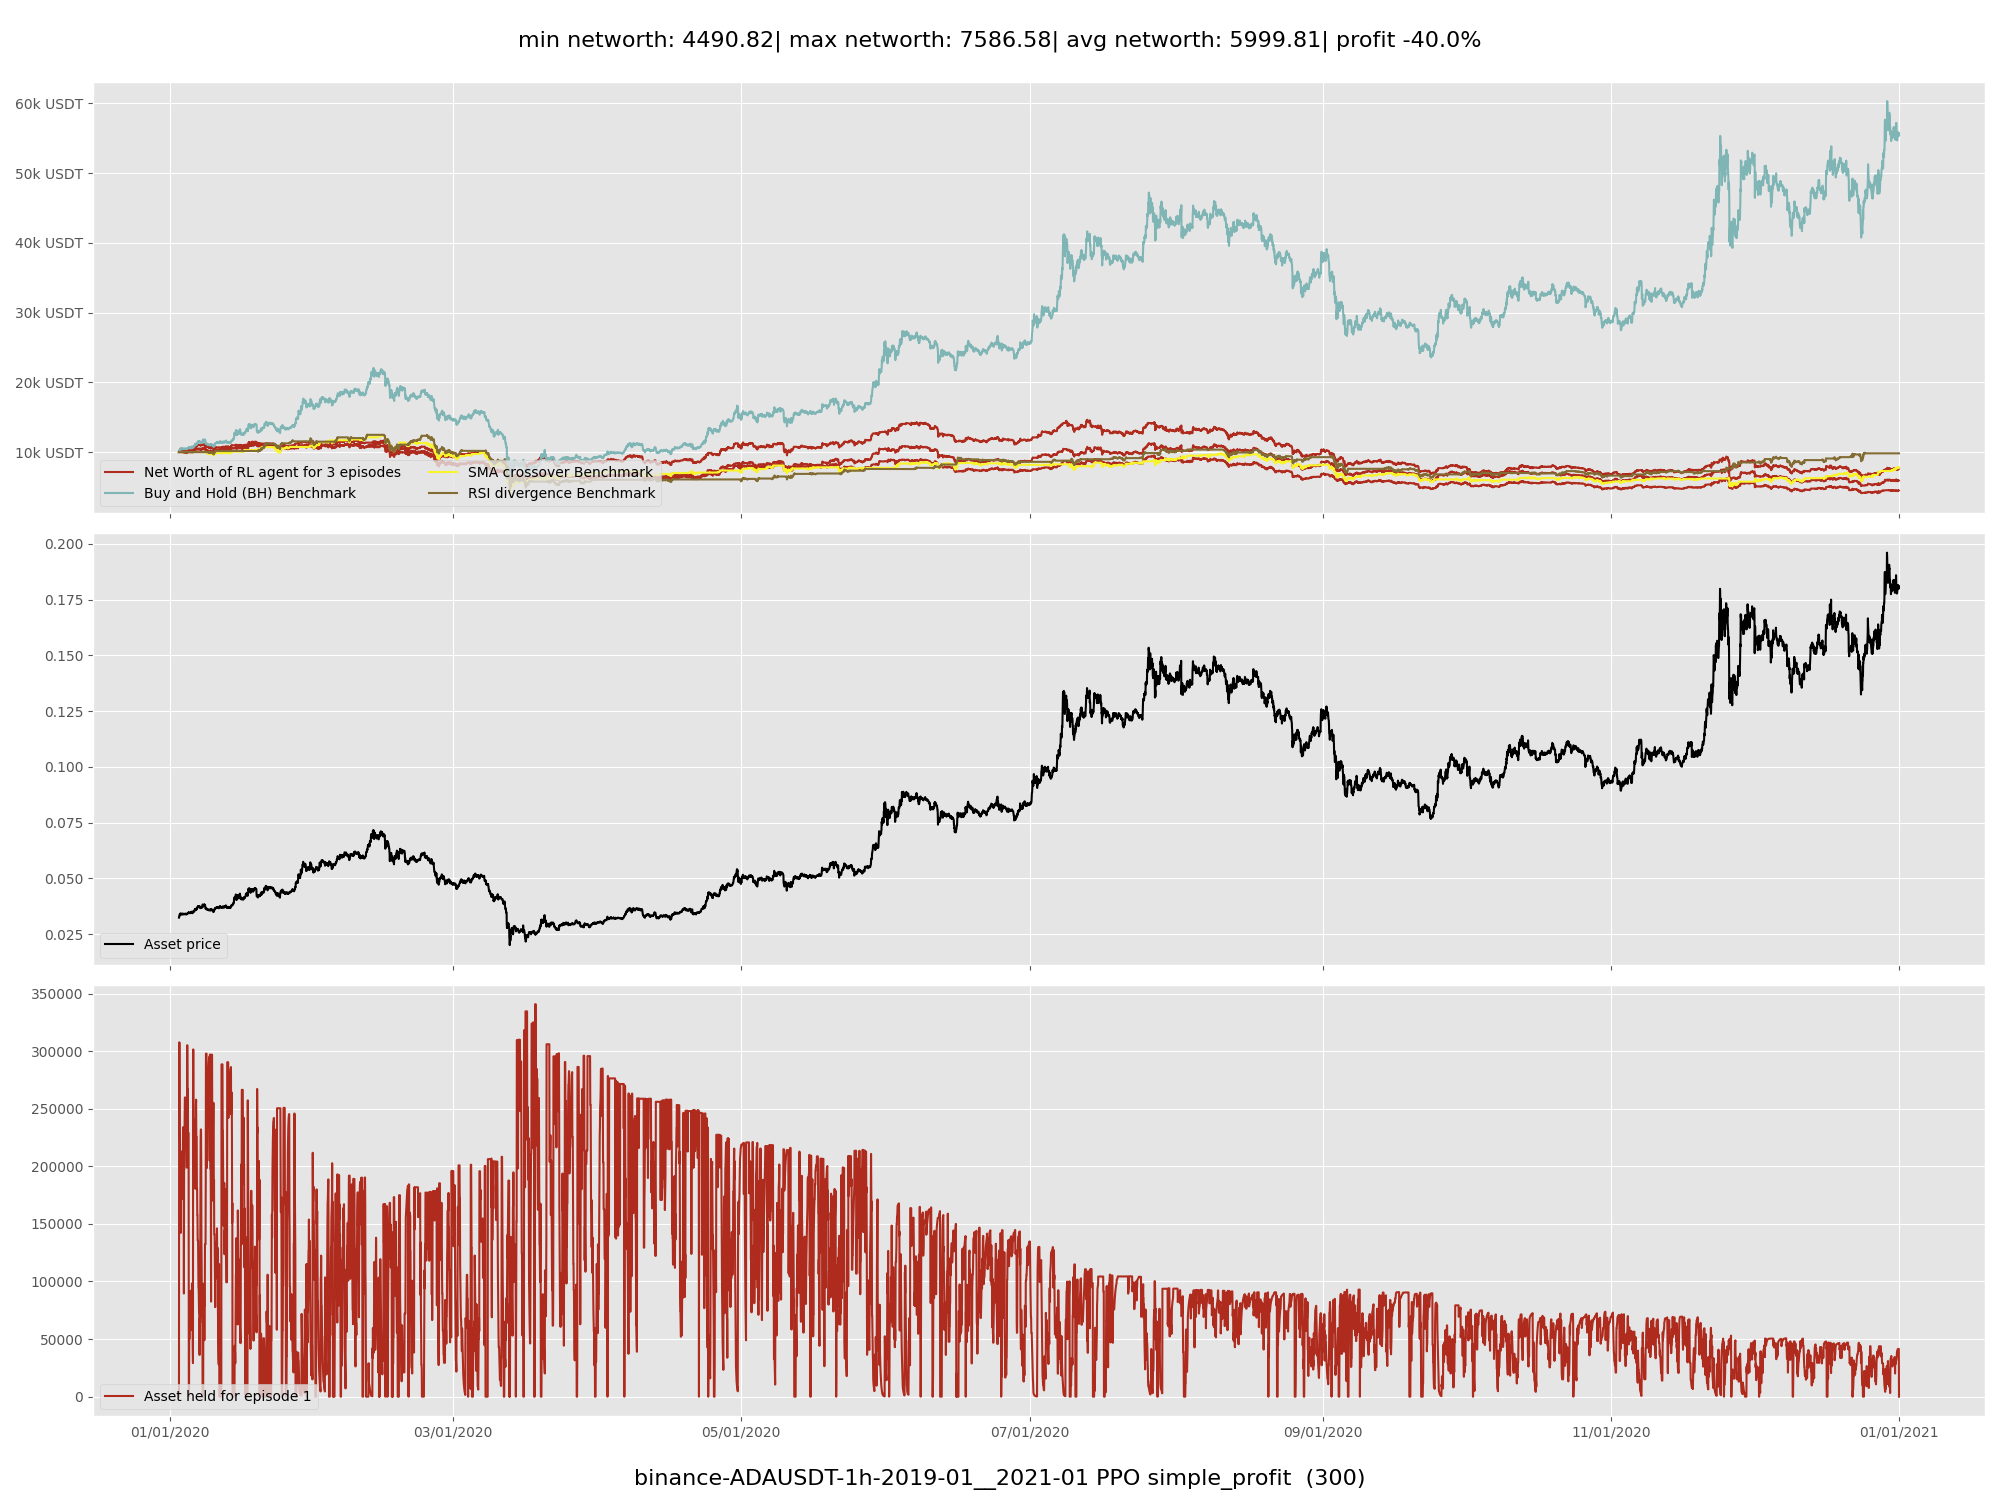 min networth: 4490.82| max networth: 7586.58| avg networth: 5999.81| profit -40.0%
60k USDT
50k USDT
40k USDT
30k USDT
20k USDT
10k USDT
Net Worth of RL agent for 3 episodes
Buy and Hold (BH) Benchmark
SMA crossover Benchmark
RSI divergence Benchmark
0.200
0.175
0.150
0.125
0.100
0.075
0.050
0.025
Asset price
350000
300000
250000
200000
150000
100000
50000
0
Asset held for episode 1
01/01/2020 03/01/2020 05/01/2020 07/01/2020 09/01/2020 11/01/2020 01/01/2021
binance-ADAUSDT-1h-2019-01__2021-01 PPO simple_profit (300)